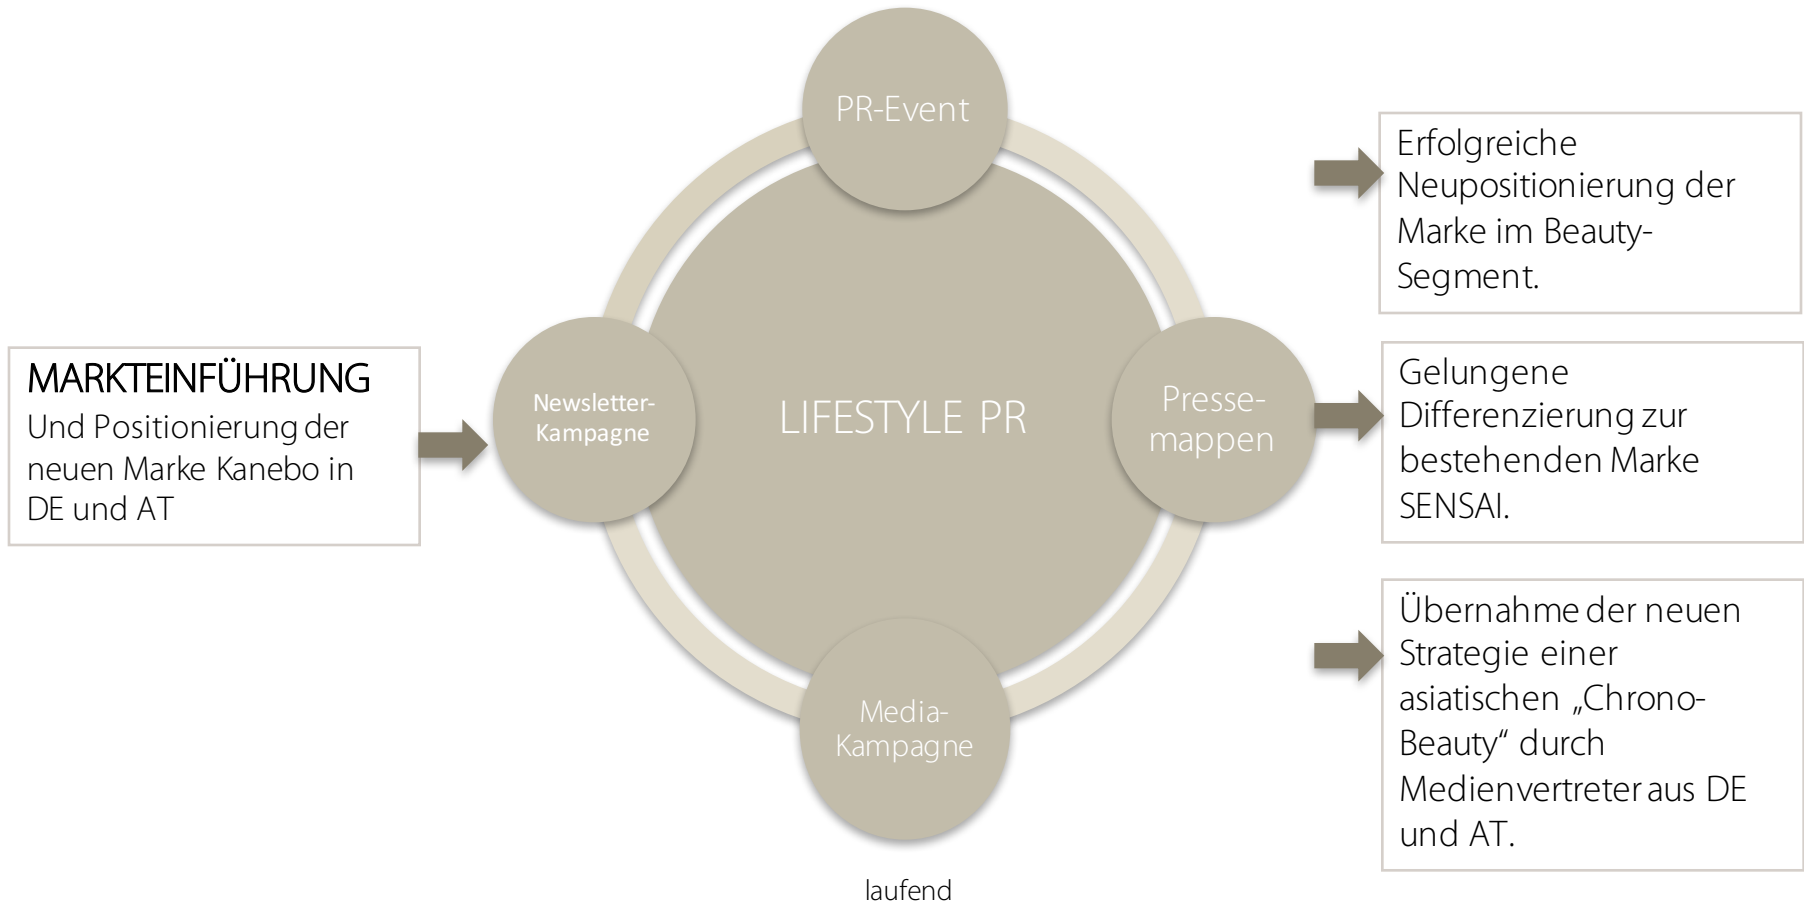 PR-Event
Erfolgreiche
Neupositionierung der
Marke im Beauty-
Segment.
MARKTEINFÜHRUNG
Und Positionierung der
neuen Marke Kanebo in
DE und AT
Newsletter-
Kampagne
LIFESTYLE PR
Presse-
mappen
Gelungene
Differenzierung zur
bestehenden Marke
SENSAI.
Media-
Kampagne
Übernahme der neuen
Strategie einer
asiatischen „Chrono-
Beauty“ durch
Medienvertreter aus DE
und AT.
laufend